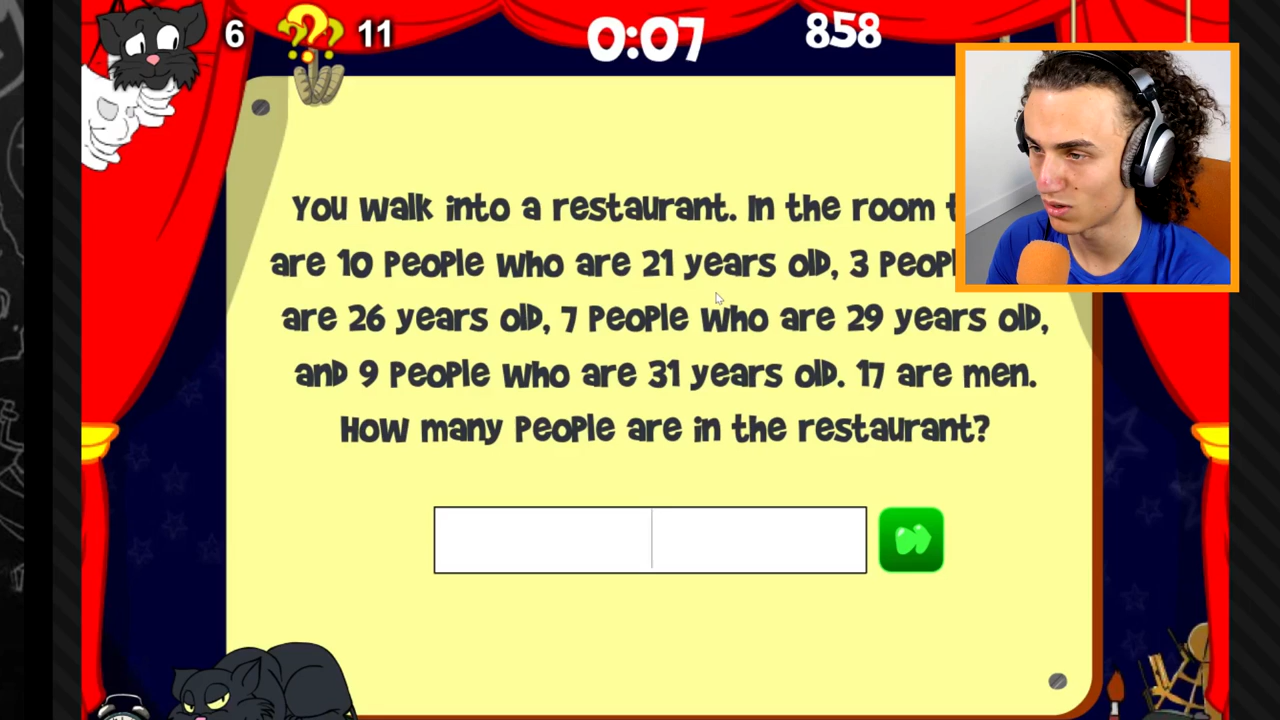 6 11 0:07 858
You walk into a restaurant. In the room
are 10 people who are 21 years old, 3
are 26 years old, 7 people who are 29 years old,
and 9 people who are 31 years old. 17 are men.
How many people are in the restaurant?